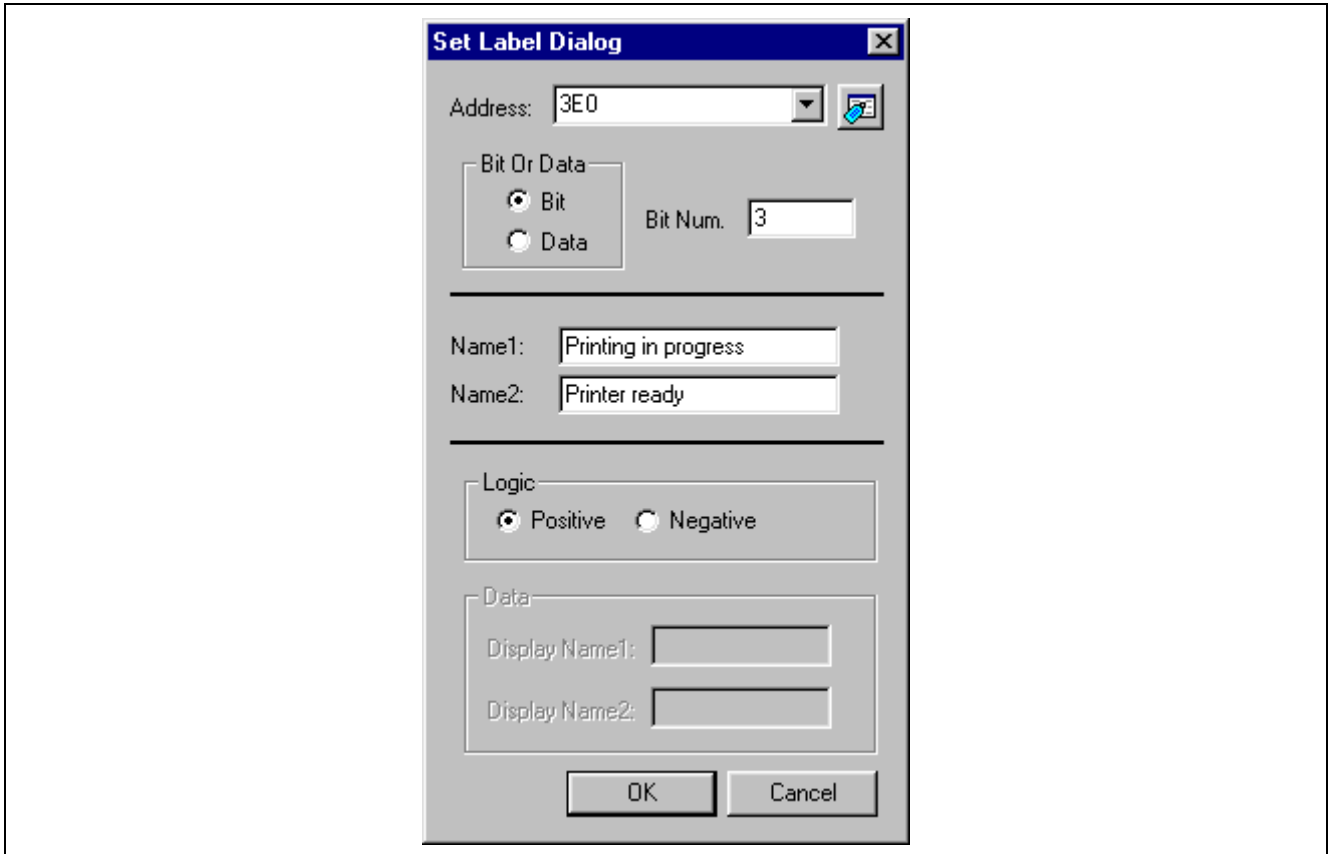 Set Label Dialog
Address: 3E0
Bit Or Data
Bit
Data
Bit Num. 3
Name1: Printing in progress
Name2: Printer ready
Logic
Positive Negative
Data
Display Name1:
Display Name2:
OK Cancel